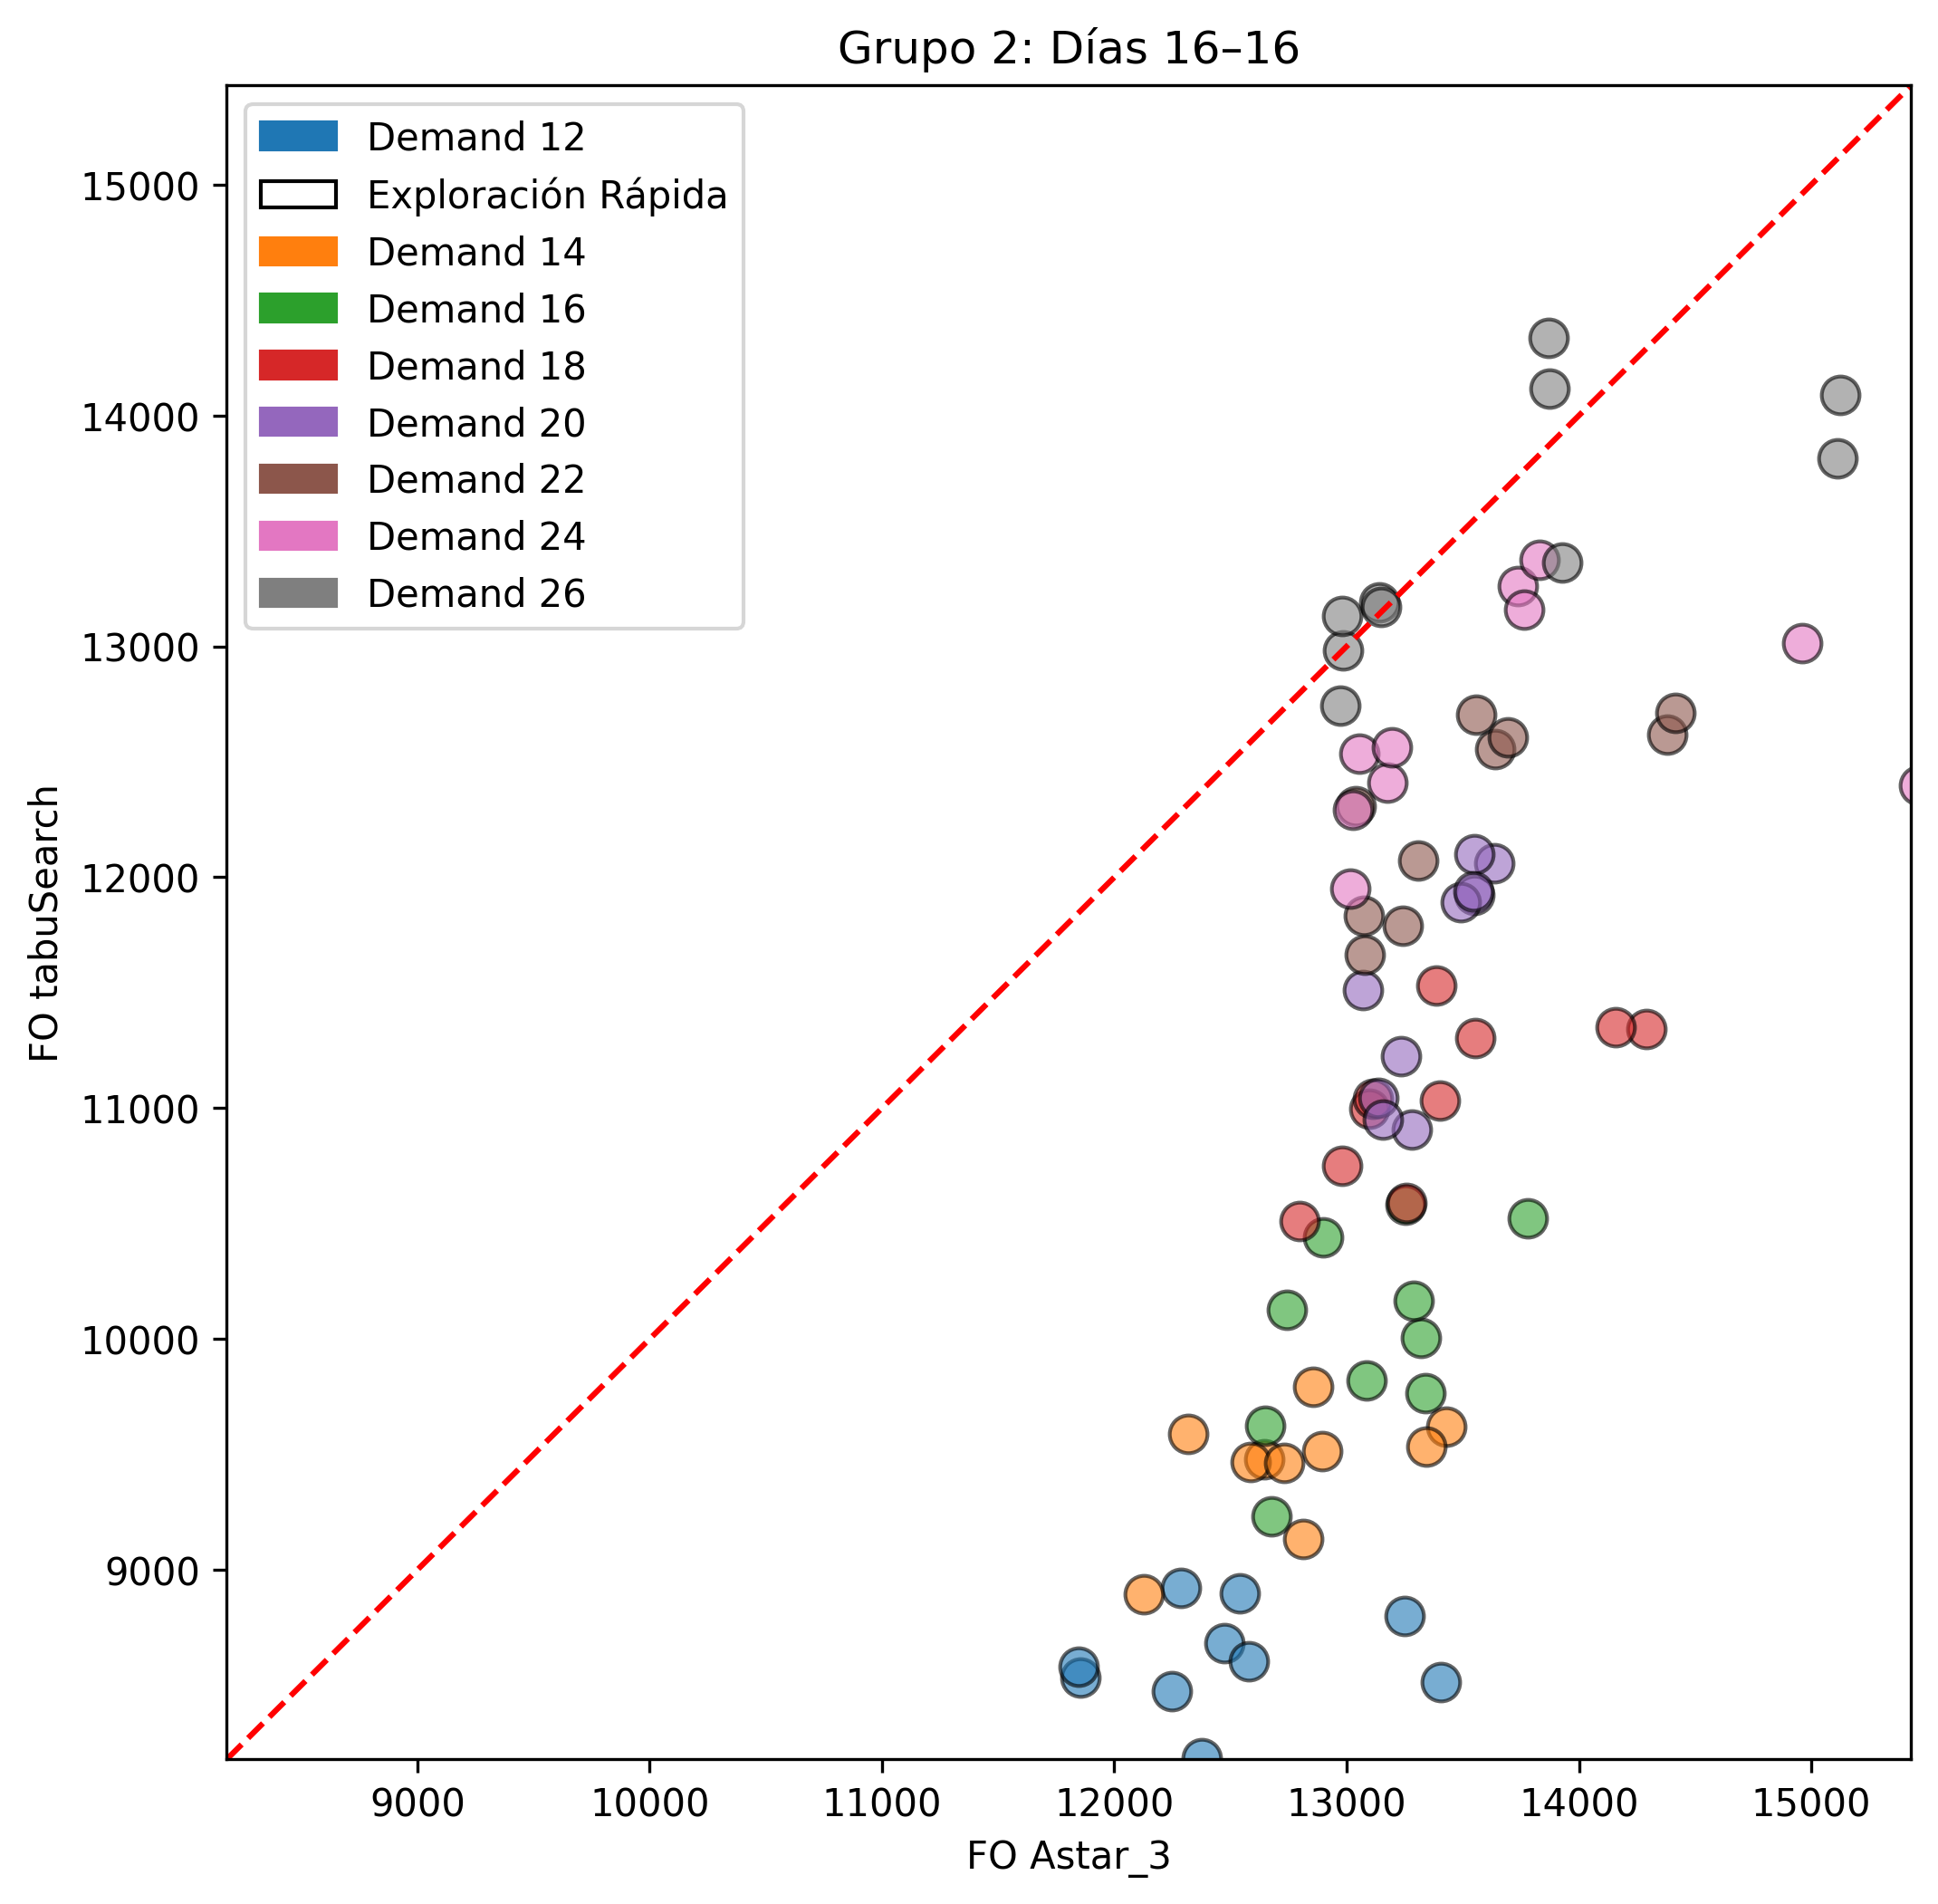 Grupo 2: Días 16–16
Demand 12
Exploración Rápida
Demand 14
Demand 16
Demand 18
Demand 20
Demand 22
Demand 24
Demand 26
15000
14000
13000
12000
11000
10000
9000
FO tabuSearch
9000 10000 11000 12000 13000 14000 15000
FO Astar_3